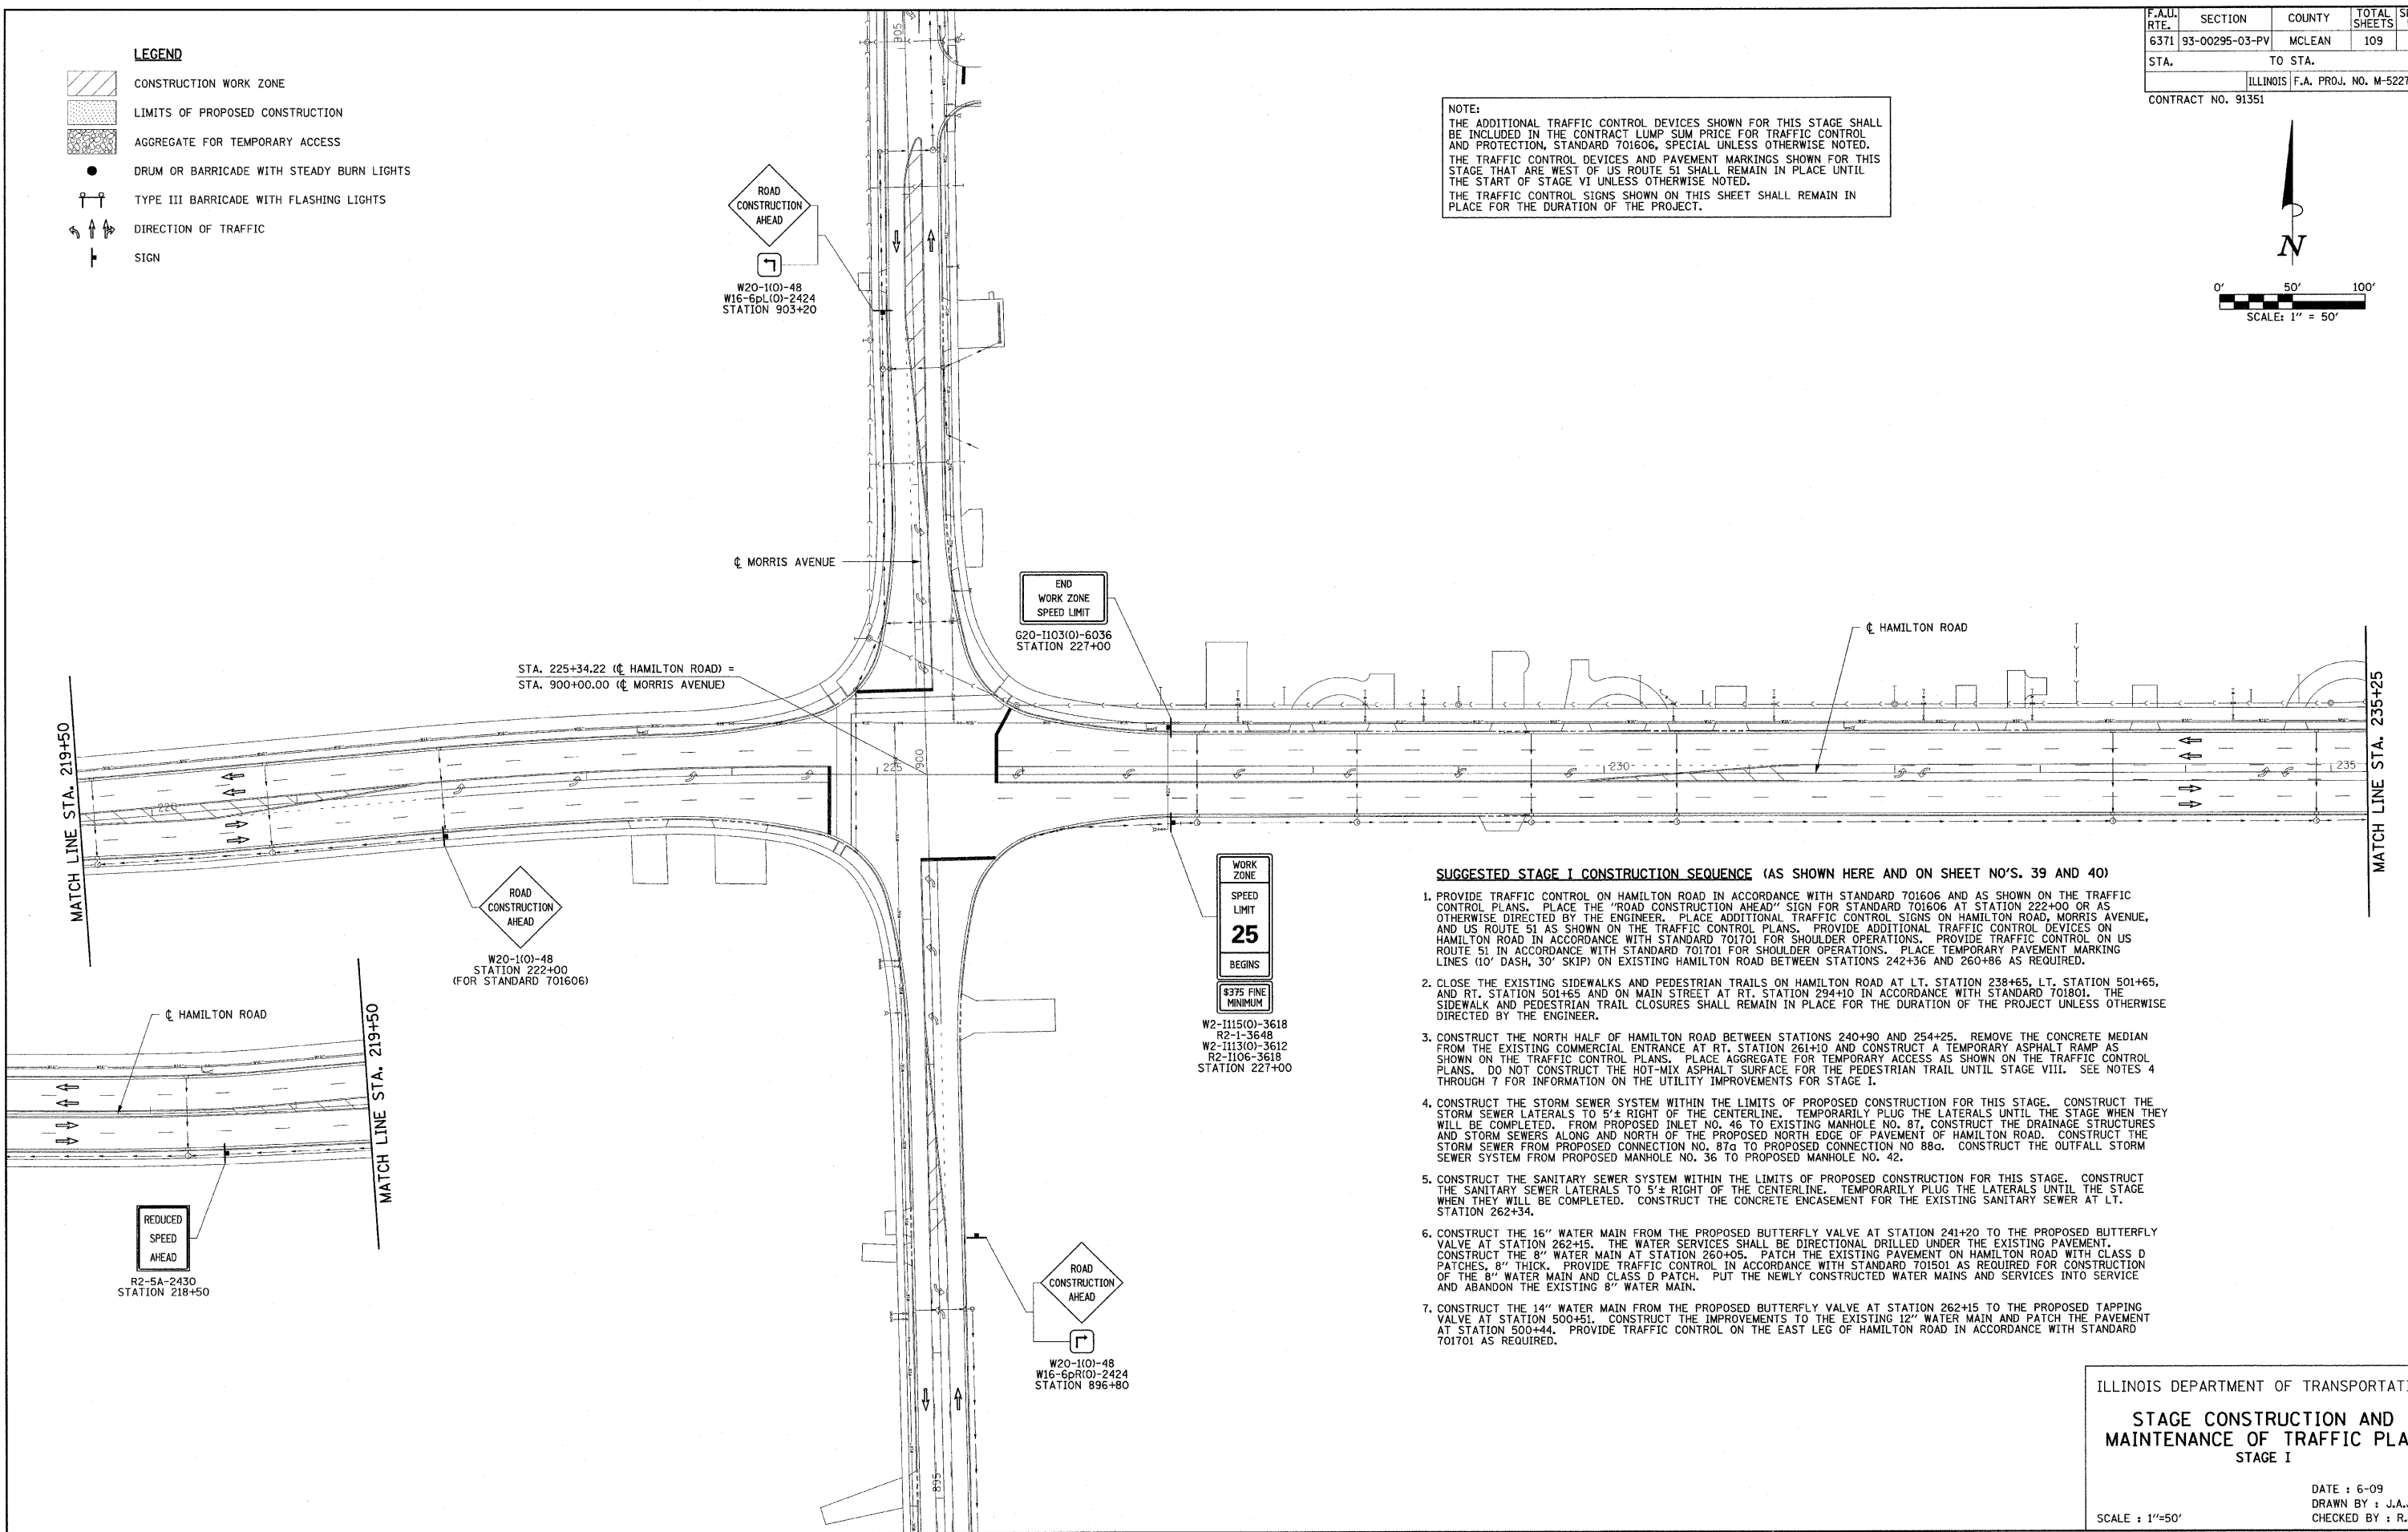 LEGEND
CONSTRUCTION WORK ZONE
LIMITS OF PROPOSED CONSTRUCTION
AGGREGATE FOR TEMPORARY ACCESS
DRUM OR BARRICADE WITH STEADY BURN LIGHTS
TYPE III BARRICADE WITH FLASHING LIGHTS
DIRECTION OF TRAFFIC
SIGN
F.A.U. RTE. SECTION COUNTY TOTAL SHEETS
6371 93-00295-03-PV MCLEAN 109
STA. TO STA.
ILLINOIS F.A. PROJ. NO. M-5227
CONTRACT NO. 91351
NOTE:
THE ADDITIONAL TRAFFIC CONTROL DEVICES SHOWN FOR THIS STAGE SHALL
BE INCLUDED IN THE CONTRACT LUMP SUM PRICE FOR TRAFFIC CONTROL
AND PROTECTION, STANDARD 701606, SPECIAL UNLESS OTHERWISE NOTED.
THE TRAFFIC CONTROL DEVICES AND PAVEMENT MARKINGS SHOWN FOR THIS
STAGE THAT ARE WEST OF US ROUTE 51 SHALL REMAIN IN PLACE UNTIL
THE START OF STAGE VI UNLESS OTHERWISE NOTED.
THE TRAFFIC CONTROL SIGNS SHOWN ON THIS SHEET SHALL REMAIN IN
PLACE FOR THE DURATION OF THE PROJECT.
N
0' 50' 100'
SCALE: 1" = 50'
905
ROAD
CONSTRUCTION
AHEAD
W20-1(O)-48
W16-6pL(O)-2424
STATION 903+20
℄ MORRIS AVENUE
END
WORK ZONE
SPEED LIMIT
G20-I103(O)-6036
STATION 227+00
℄ HAMILTON ROAD
STA. 225+34.22 (℄ HAMILTON ROAD) =
STA. 900+00.00 (℄ MORRIS AVENUE)
MATCH LINE STA. 219+50
220
225
900
230
235
MATCH LINE STA. 235+25
ROAD
CONSTRUCTION
AHEAD
W20-1(O)-48
STATION 222+00
(FOR STANDARD 701606)
WORK
ZONE
SPEED
LIMIT
25
BEGINS
$375 FINE
MINIMUM
W2-I115(O)-3618
R2-1-3648
W2-I113(O)-3612
R2-I106-3618
STATION 227+00
℄ HAMILTON ROAD
MATCH LINE STA. 219+50
REDUCED
SPEED
AHEAD
R2-5A-2430
STATION 218+50
ROAD
CONSTRUCTION
AHEAD
W20-1(O)-48
W16-6pR(O)-2424
STATION 896+80
895
SUGGESTED STAGE I CONSTRUCTION SEQUENCE (AS SHOWN HERE AND ON SHEET NO'S. 39 AND 40)
1. PROVIDE TRAFFIC CONTROL ON HAMILTON ROAD IN ACCORDANCE WITH STANDARD 701606 AND AS SHOWN ON THE TRAFFIC
CONTROL PLANS. PLACE THE "ROAD CONSTRUCTION AHEAD" SIGN FOR STANDARD 701606 AT STATION 222+00 OR AS
OTHERWISE DIRECTED BY THE ENGINEER. PLACE ADDITIONAL TRAFFIC CONTROL SIGNS ON HAMILTON ROAD, MORRIS AVENUE,
AND US ROUTE 51 AS SHOWN ON THE TRAFFIC CONTROL PLANS. PROVIDE ADDITIONAL TRAFFIC CONTROL DEVICES ON
HAMILTON ROAD IN ACCORDANCE WITH STANDARD 701701 FOR SHOULDER OPERATIONS. PROVIDE TRAFFIC CONTROL ON US
ROUTE 51 IN ACCORDANCE WITH STANDARD 701701 FOR SHOULDER OPERATIONS. PLACE TEMPORARY PAVEMENT MARKING
LINES (10' DASH, 30' SKIP) ON EXISTING HAMILTON ROAD BETWEEN STATIONS 242+36 AND 260+86 AS REQUIRED.
2. CLOSE THE EXISTING SIDEWALKS AND PEDESTRIAN TRAILS ON HAMILTON ROAD AT LT. STATION 238+65, LT. STATION 501+65,
AND RT. STATION 501+65 AND ON MAIN STREET AT RT. STATION 294+10 IN ACCORDANCE WITH STANDARD 701801. THE
SIDEWALK AND PEDESTRIAN TRAIL CLOSURES SHALL REMAIN IN PLACE FOR THE DURATION OF THE PROJECT UNLESS OTHERWISE
DIRECTED BY THE ENGINEER.
3. CONSTRUCT THE NORTH HALF OF HAMILTON ROAD BETWEEN STATIONS 240+90 AND 254+25. REMOVE THE CONCRETE MEDIAN
FROM THE EXISTING COMMERCIAL ENTRANCE AT RT. STATION 261+10 AND CONSTRUCT A TEMPORARY ASPHALT RAMP AS
SHOWN ON THE TRAFFIC CONTROL PLANS. PLACE AGGREGATE FOR TEMPORARY ACCESS AS SHOWN ON THE TRAFFIC CONTROL
PLANS. DO NOT CONSTRUCT THE HOT-MIX ASPHALT SURFACE FOR THE PEDESTRIAN TRAIL UNTIL STAGE VIII. SEE NOTES 4
THROUGH 7 FOR INFORMATION ON THE UTILITY IMPROVEMENTS FOR STAGE I.
4. CONSTRUCT THE STORM SEWER SYSTEM WITHIN THE LIMITS OF PROPOSED CONSTRUCTION FOR THIS STAGE. CONSTRUCT THE
STORM SEWER LATERALS TO 5'± RIGHT OF THE CENTERLINE. TEMPORARILY PLUG THE LATERALS UNTIL THE STAGE WHEN THEY
WILL BE COMPLETED. FROM PROPOSED INLET NO. 46 TO EXISTING MANHOLE NO. 87, CONSTRUCT THE DRAINAGE STRUCTURES
AND STORM SEWERS ALONG AND NORTH OF THE PROPOSED NORTH EDGE OF PAVEMENT OF HAMILTON ROAD. CONSTRUCT THE
STORM SEWER FROM PROPOSED CONNECTION NO. 87a TO PROPOSED CONNECTION NO 88a. CONSTRUCT THE OUTFALL STORM
SEWER SYSTEM FROM PROPOSED MANHOLE NO. 36 TO PROPOSED MANHOLE NO. 42.
5. CONSTRUCT THE SANITARY SEWER SYSTEM WITHIN THE LIMITS OF PROPOSED CONSTRUCTION FOR THIS STAGE. CONSTRUCT
THE SANITARY SEWER LATERALS TO 5'± RIGHT OF THE CENTERLINE. TEMPORARILY PLUG THE LATERALS UNTIL THE STAGE
WHEN THEY WILL BE COMPLETED. CONSTRUCT THE CONCRETE ENCASEMENT FOR THE EXISTING SANITARY SEWER AT LT.
STATION 262+34.
6. CONSTRUCT THE 16" WATER MAIN FROM THE PROPOSED BUTTERFLY VALVE AT STATION 241+20 TO THE PROPOSED BUTTERFLY
VALVE AT STATION 262+15. THE WATER SERVICES SHALL BE DIRECTIONAL DRILLED UNDER THE EXISTING PAVEMENT.
CONSTRUCT THE 8" WATER MAIN AT STATION 260+05. PATCH THE EXISTING PAVEMENT ON HAMILTON ROAD WITH CLASS D
PATCHES, 8" THICK. PROVIDE TRAFFIC CONTROL IN ACCORDANCE WITH STANDARD 701501 AS REQUIRED FOR CONSTRUCTION
OF THE 8" WATER MAIN AND CLASS D PATCH. PUT THE NEWLY CONSTRUCTED WATER MAINS AND SERVICES INTO SERVICE
AND ABANDON THE EXISTING 8" WATER MAIN.
7. CONSTRUCT THE 14" WATER MAIN FROM THE PROPOSED BUTTERFLY VALVE AT STATION 262+15 TO THE PROPOSED TAPPING
VALVE AT STATION 500+51. CONSTRUCT THE IMPROVEMENTS TO THE EXISTING 12" WATER MAIN AND PATCH THE PAVEMENT
AT STATION 500+44. PROVIDE TRAFFIC CONTROL ON THE EAST LEG OF HAMILTON ROAD IN ACCORDANCE WITH STANDARD
701701 AS REQUIRED.
ILLINOIS DEPARTMENT OF TRANSPORTATI
STAGE CONSTRUCTION AND
MAINTENANCE OF TRAFFIC PLA
STAGE I
DATE : 6-09
DRAWN BY : J.A.
SCALE : 1"=50' CHECKED BY : R